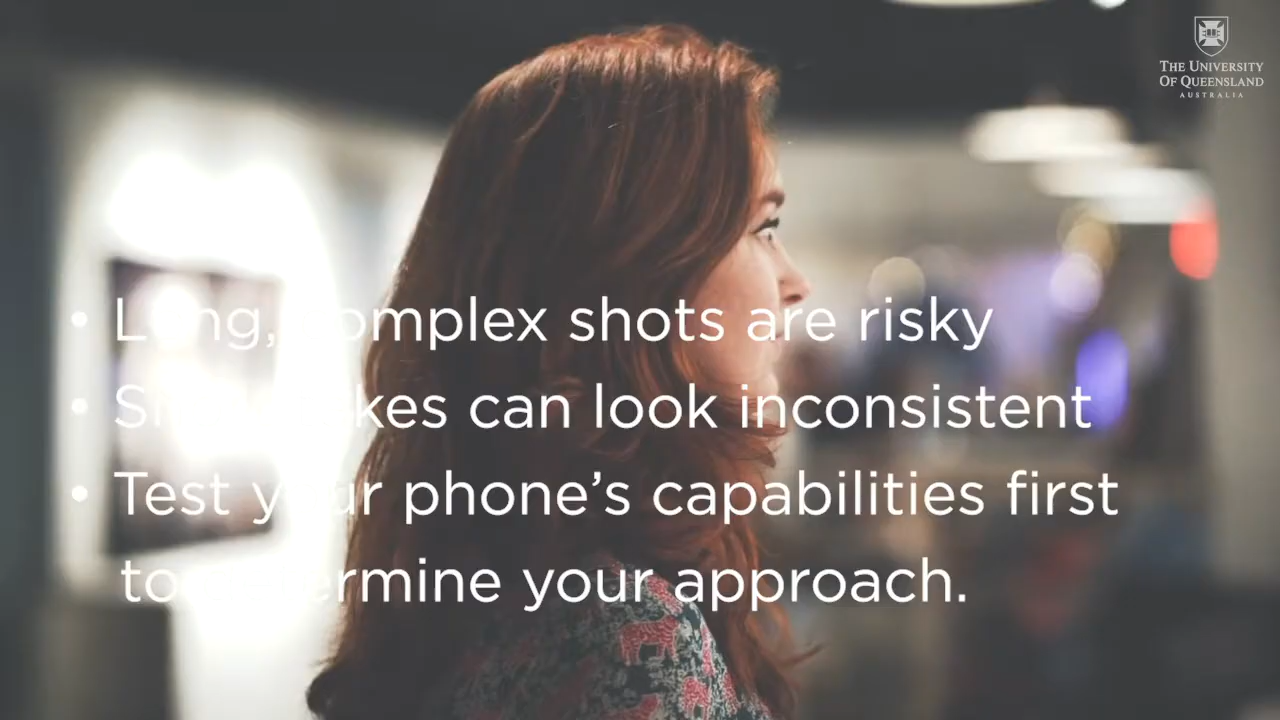 THE UNIVERSITY
OF QUEENSLAND
AUSTRALIA
• Long, complex shots are risky
• can look inconsistent
• Test your phone’s capabilities first
to determine your approach.